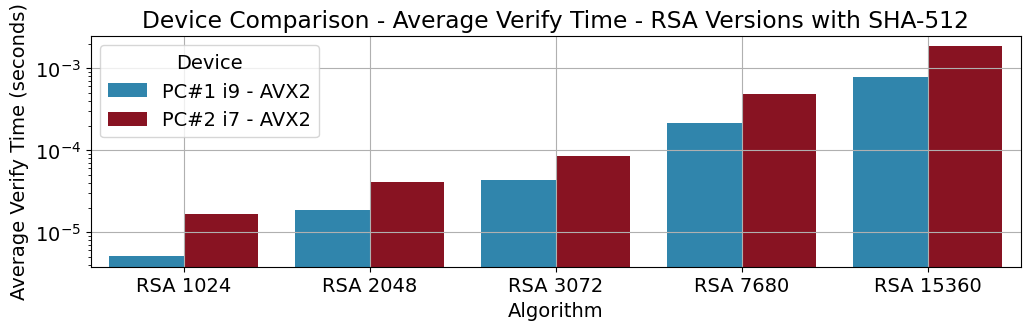 Device Comparison - Average Verify Time - RSA Versions with SHA-512
Average Verify Time (seconds)
10⁻³
10⁻⁴
10⁻⁵
Device
PC#1 i9 - AVX2
PC#2 i7 - AVX2
RSA 1024 RSA 2048 RSA 3072 RSA 7680 RSA 15360
Algorithm